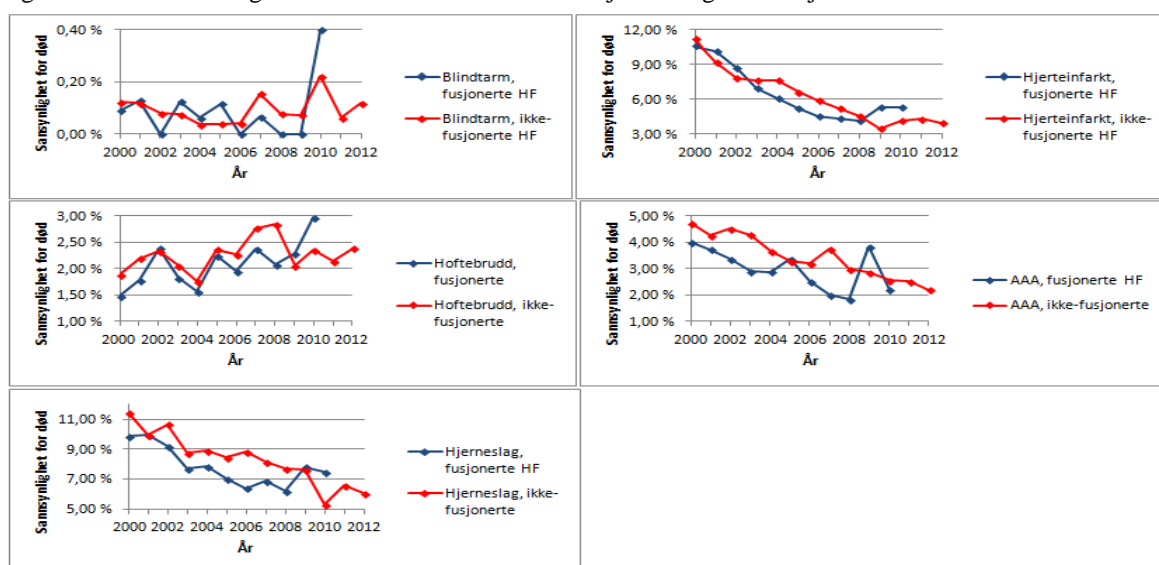 Sannsynlighet for død
0,40 %
0,20 %
0,00 %
2000 2002 2004 2006 2008 2010 2012
År
Blindtarm,
fusjonerte HF
Blindtarm, ikke-
fusjonerte HF
Sannsynlighet for død
12,00 %
9,00 %
6,00 %
3,00 %
2000 2002 2004 2006 2008 2010 2012
År
Hjerteinfarkt,
fusjonerte HF
Hjerteinfarkt, ikke-
fusjonerte HF
Sannsynlighet for død
3,00 %
2,50 %
2,00 %
1,50 %
1,00 %
2000 2002 2004 2006 2008 2010 2012
År
Hoftebrudd,
fusjonerte
Hoftebrudd, ikke-
fusjonerte
Sannsynlighet for død
5,00 %
4,00 %
3,00 %
2,00 %
1,00 %
2000 2002 2004 2006 2008 2010 2012
År
AAA, fusjonerte HF
AAA, ikke-fusjonerte
Sannsynlighet for død
11,00 %
9,00 %
7,00 %
5,00 %
2000 2002 2004 2006 2008 2010 2012
År
Hjerneslag,
fusjonerte HF
Hjerneslag, ikke-
fusjonerte